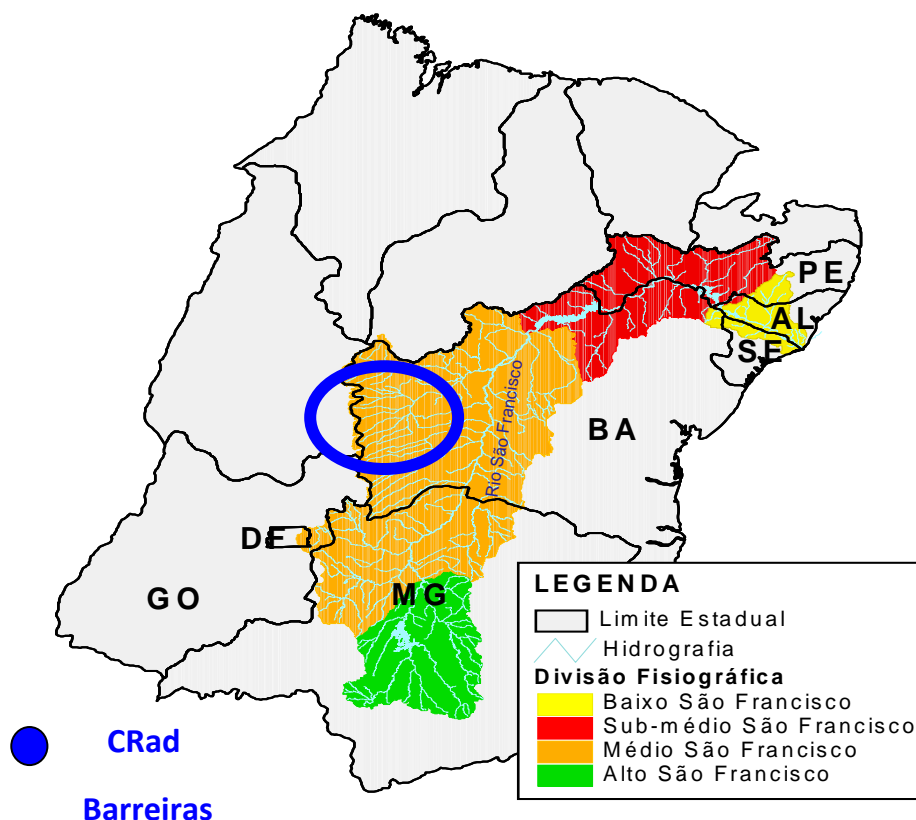 PE
AL
SE
Rio São Francisco
BA
DF
GO
MG
LEGENDA
Limite Estadual
Hidrografia
Divisão Fisiográfica
Baixo São Francisco
Sub-médio São Francisco
Médio São Francisco
Alto São Francisco
CRad
Barreiras